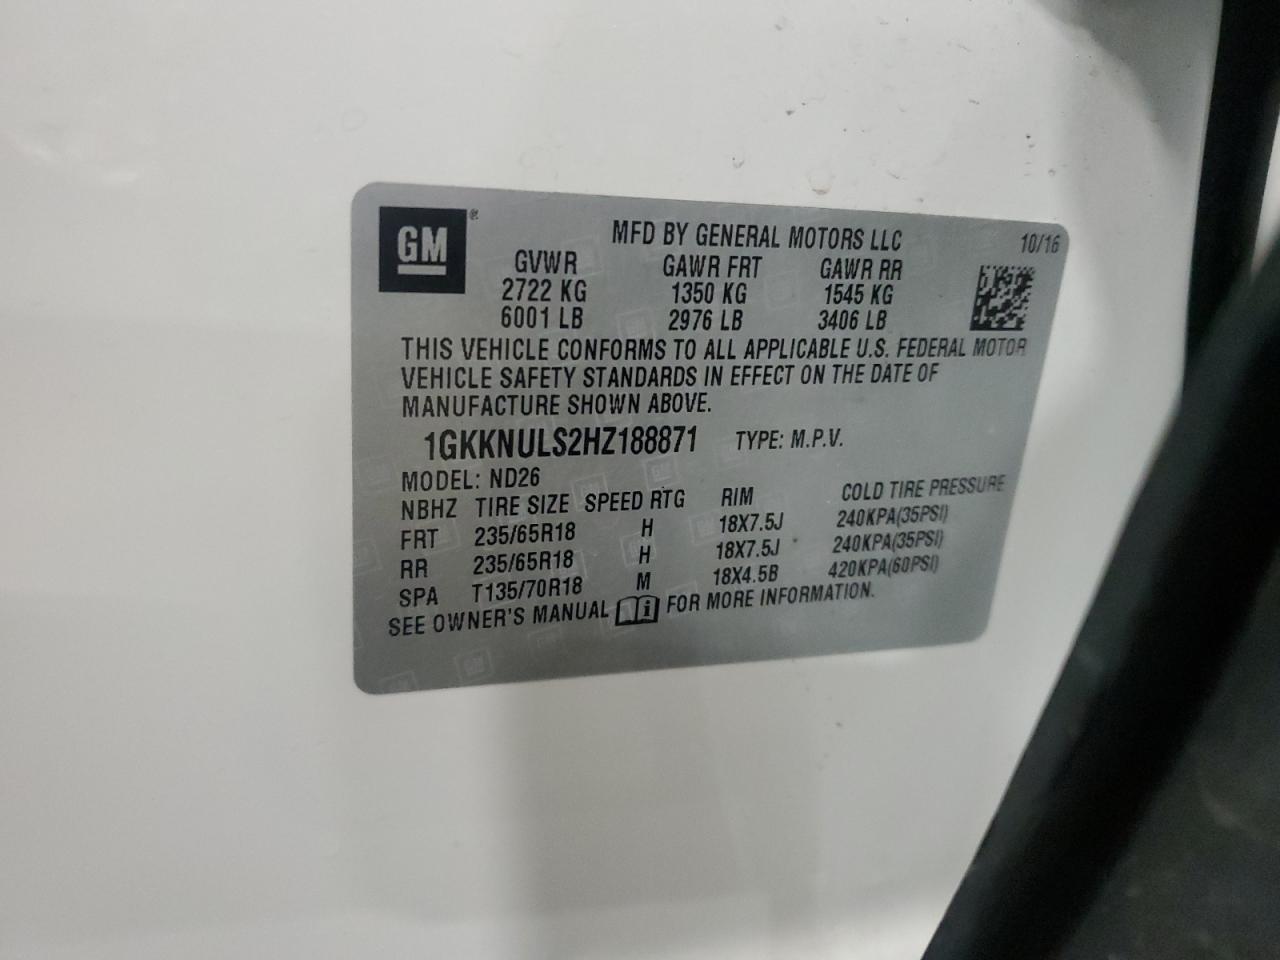 GM ®
MFD BY GENERAL MOTORS LLC 10/16
GVWR GAWR FRT GAWR RR
2722 KG 1350 KG 1545 KG
6001 LB 2976 LB 3406 LB
THIS VEHICLE CONFORMS TO ALL APPLICABLE U.S. FEDERAL MOTOR
VEHICLE SAFETY STANDARDS IN EFFECT ON THE DATE OF
MANUFACTURE SHOWN ABOVE.
1GKKNULS2HZ188871 TYPE: M.P.V.
MODEL: ND26
NBHZ TIRE SIZE SPEED RTG RIM COLD TIRE PRESSURE
FRT 235/65R18 H 18X7.5J 240KPA(35PSI)
RR 235/65R18 H 18X7.5J 240KPA(35PSI)
SPA T135/70R18 M 18X4.5B 420KPA(60PSI)
SEE OWNER'S MANUAL i FOR MORE INFORMATION.